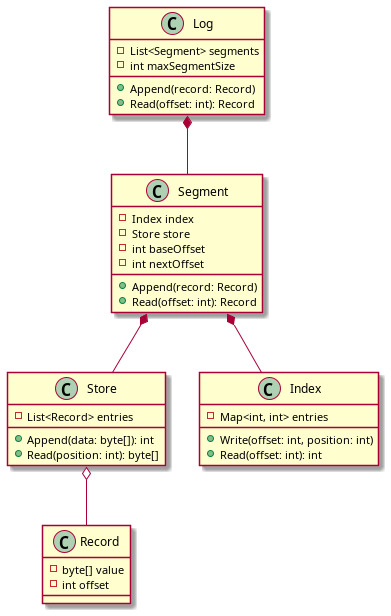 C Log
List<Segment> segments
int maxSegmentSize
Append(record: Record)
Read(offset: int): Record
C Segment
Index index
Store store
int baseOffset
int nextOffset
Append(record: Record)
Read(offset: int): Record
C Store
List<Record> entries
Append(data: byte[]): int
Read(position: int): byte[]
C Index
Map<int, int> entries
Write(offset: int, position: int)
Read(offset: int): int
C Record
byte[] value
int offset